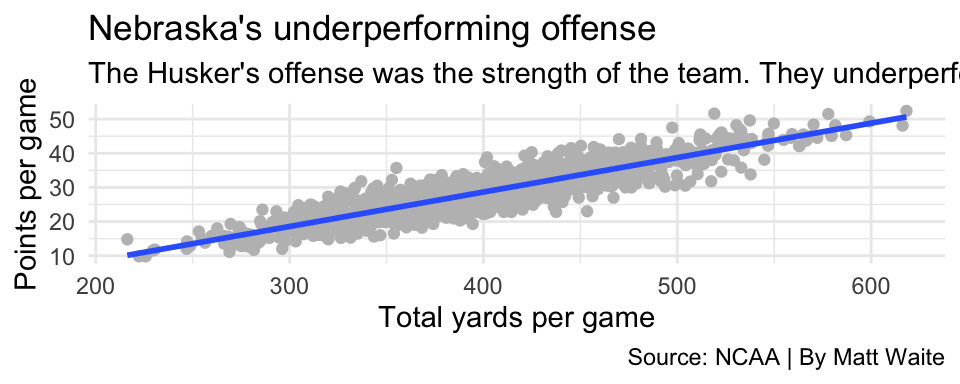 Nebraska's underperforming offense
The Husker's offense was the strength of the team. They
Points per game
50
40
30
20
10
200 300 400 500 600
Total yards per game
Source: NCAA | By Matt Waite